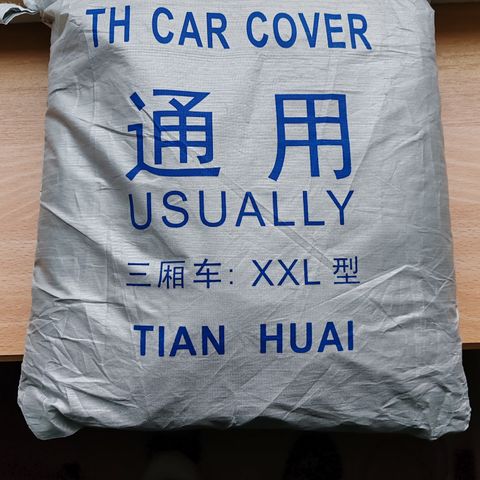 TH CAR COVER
通用
USUALLY
三厢车: XXL 型
TIAN HUAI